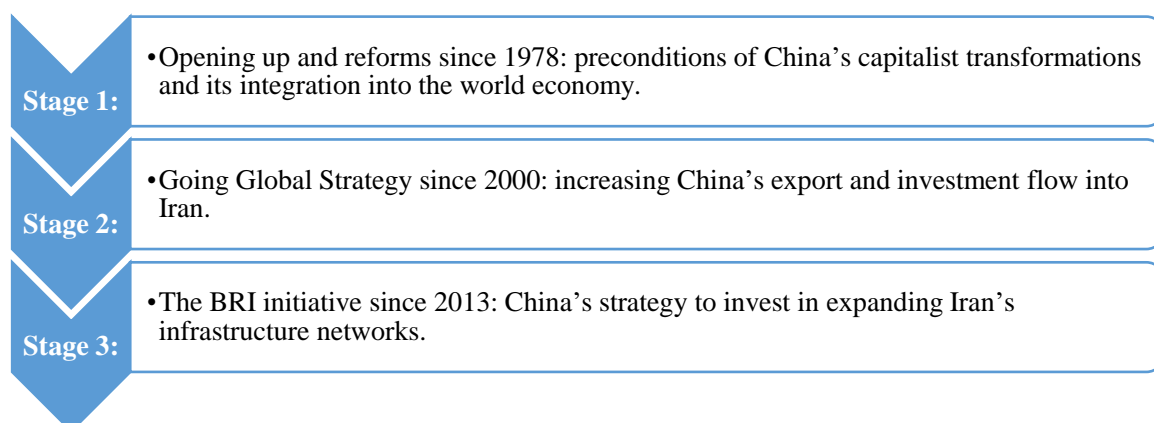 Stage 1:
•Opening up and reforms since 1978: preconditions of China’s capitalist transformations
and its integration into the world economy.
Stage 2:
•Going Global Strategy since 2000: increasing China’s export and investment flow into
Iran.
Stage 3:
•The BRI initiative since 2013: China’s strategy to invest in expanding Iran’s
infrastructure networks.